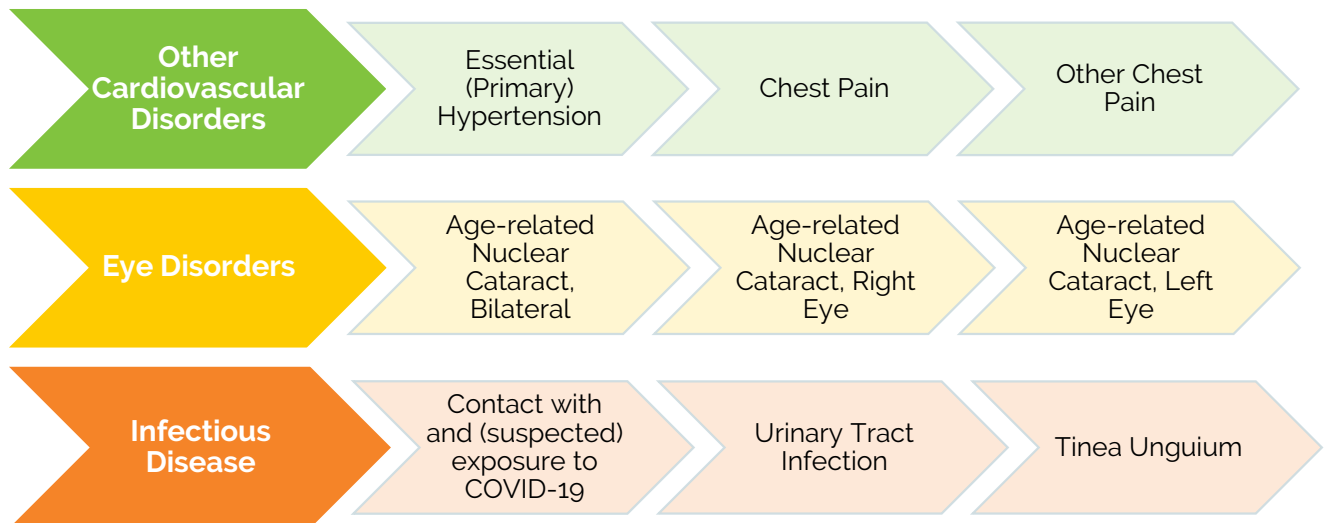 Other
Cardiovascular
Disorders
Essential
(Primary)
Hypertension
Chest Pain
Other Chest
Pain
Eye Disorders
Age-related
Nuclear
Cataract,
Bilateral
Age-related
Nuclear
Cataract, Right
Eye
Age-related
Nuclear
Cataract, Left
Eye
Infectious
Disease
Contact with
and (suspected)
exposure to
COVID-19
Urinary Tract
Infection
Tinea Unguium